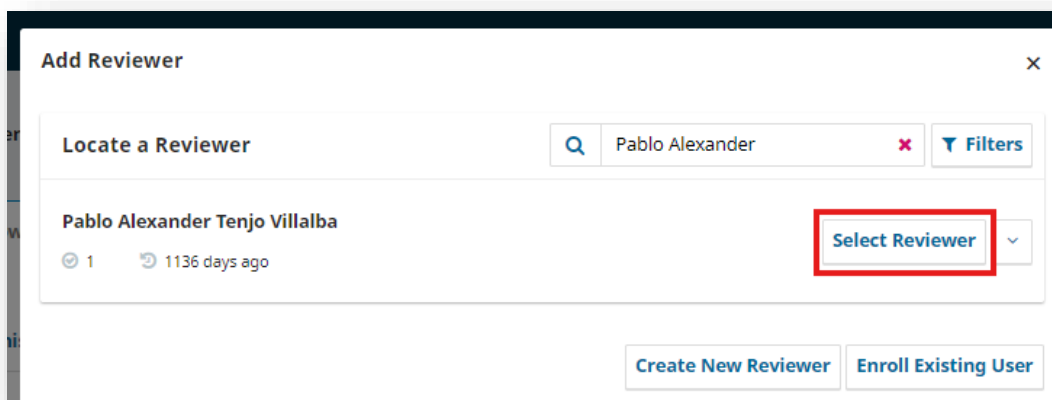 Add Reviewer
×
Locate a Reviewer
Pablo Alexander
Filters
Pablo Alexander Tenjo Villalba
1 1136 days ago
Select Reviewer
Create New Reviewer Enroll Existing User